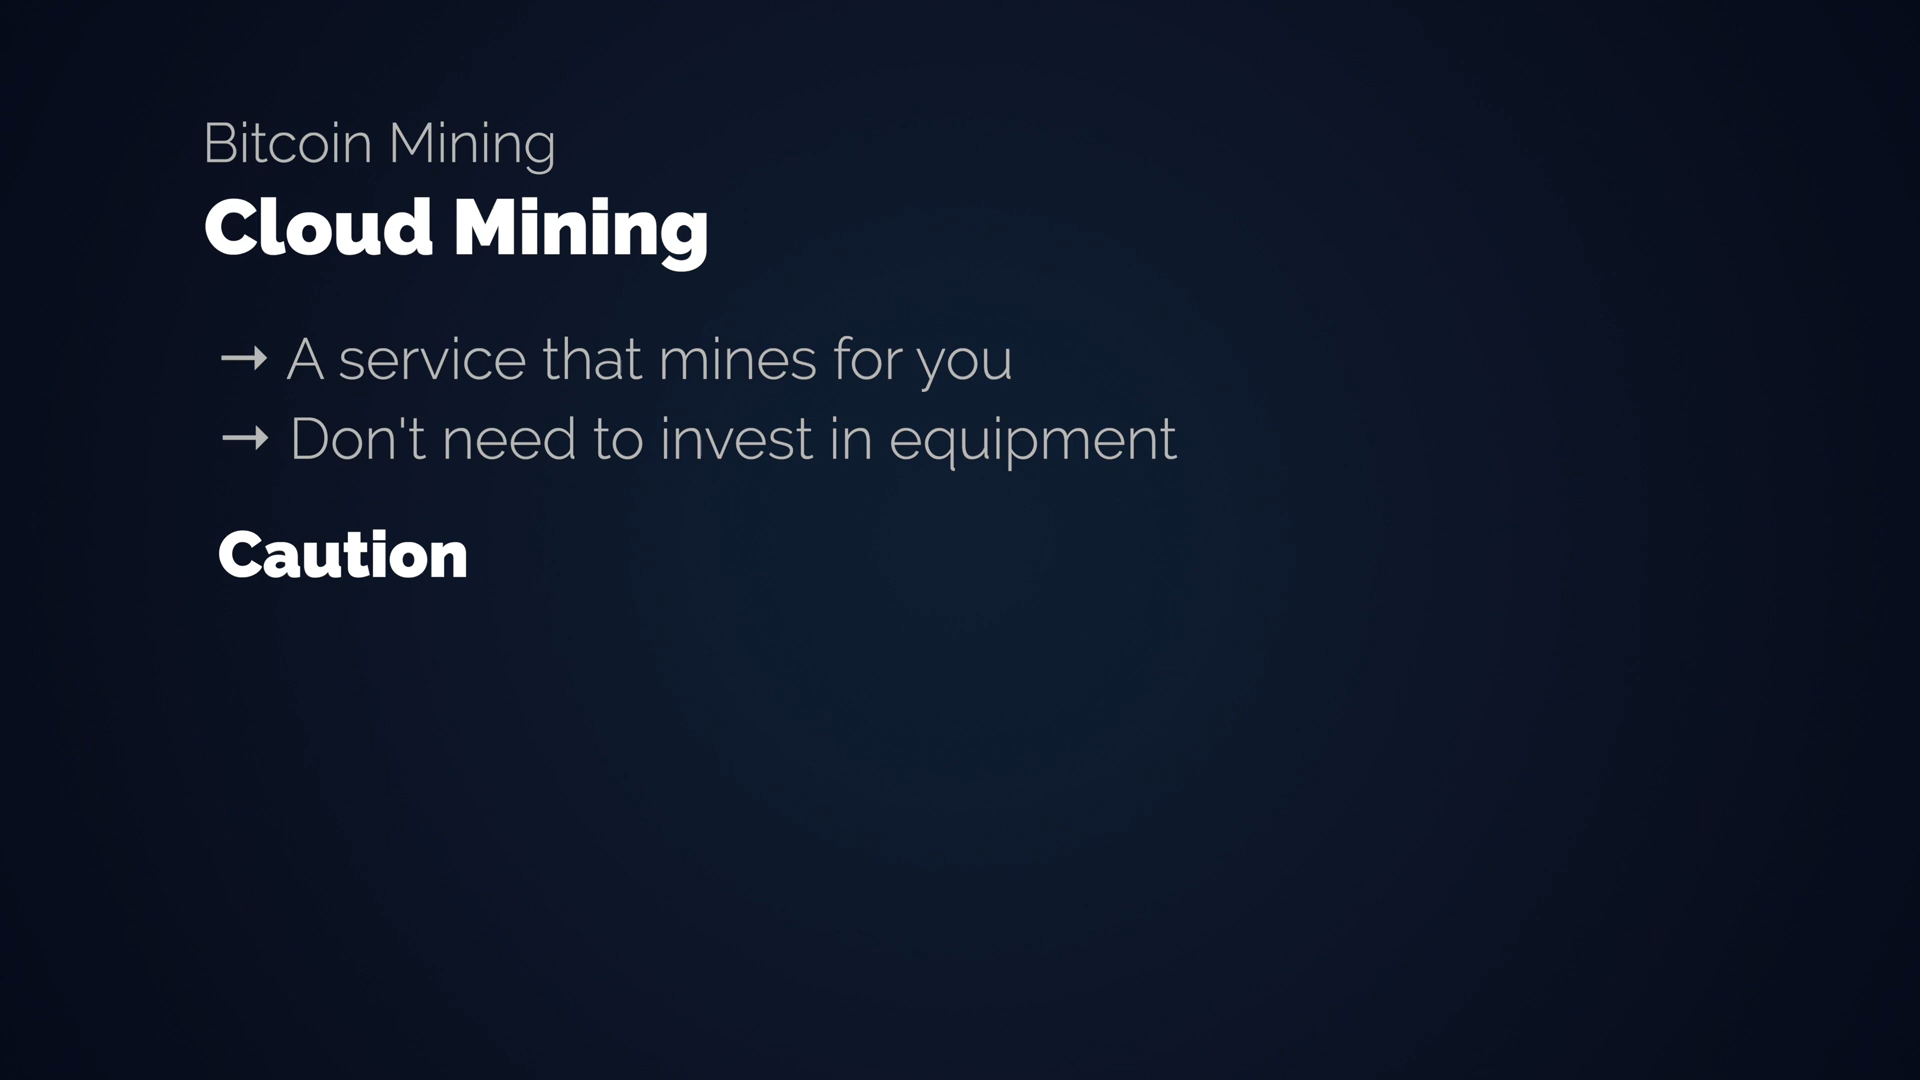 Bitcoin Mining
Cloud Mining
→ A service that mines for you
→ Don't need to invest in equipment
Caution